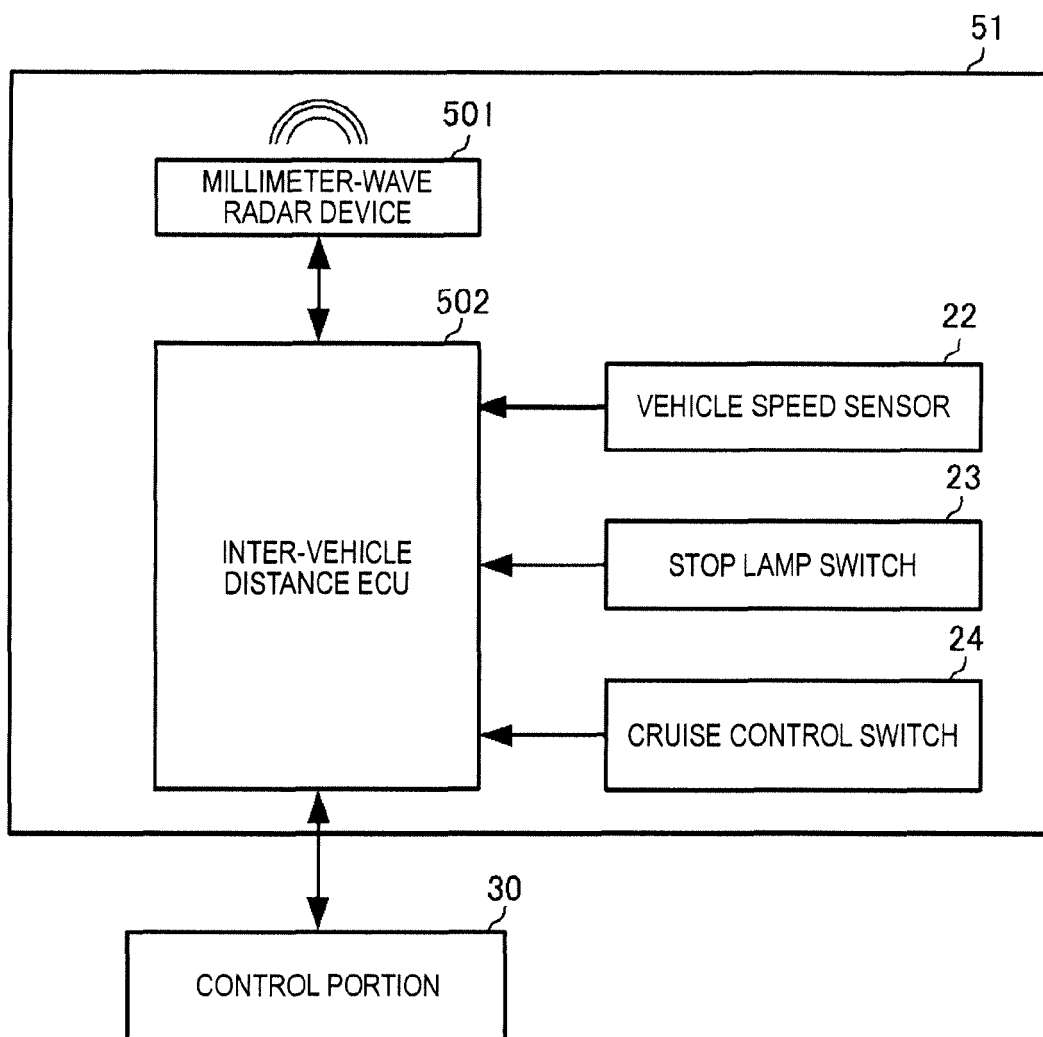 51
501
MILLIMETER-WAVE
RADAR DEVICE
502
INTER-VEHICLE
DISTANCE ECU
22
VEHICLE SPEED SENSOR
23
STOP LAMP SWITCH
24
CRUISE CONTROL SWITCH
30
CONTROL PORTION